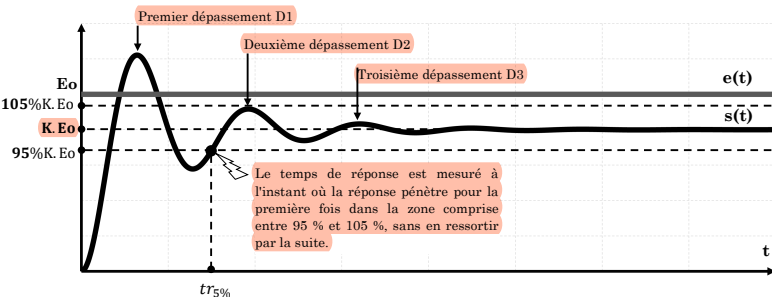 Premier dépassement D1
Deuxième dépassement D2
Troisième dépassement D3
Eo
e(t)
105%K.Eo
s(t)
K.Eo
95%K.Eo
Le temps de réponse est mesuré à
l'instant où la réponse pénètre pour la
première fois dans la zone comprise
entre 95 % et 105 %, sans en ressortir
par la suite.
t
tr5%